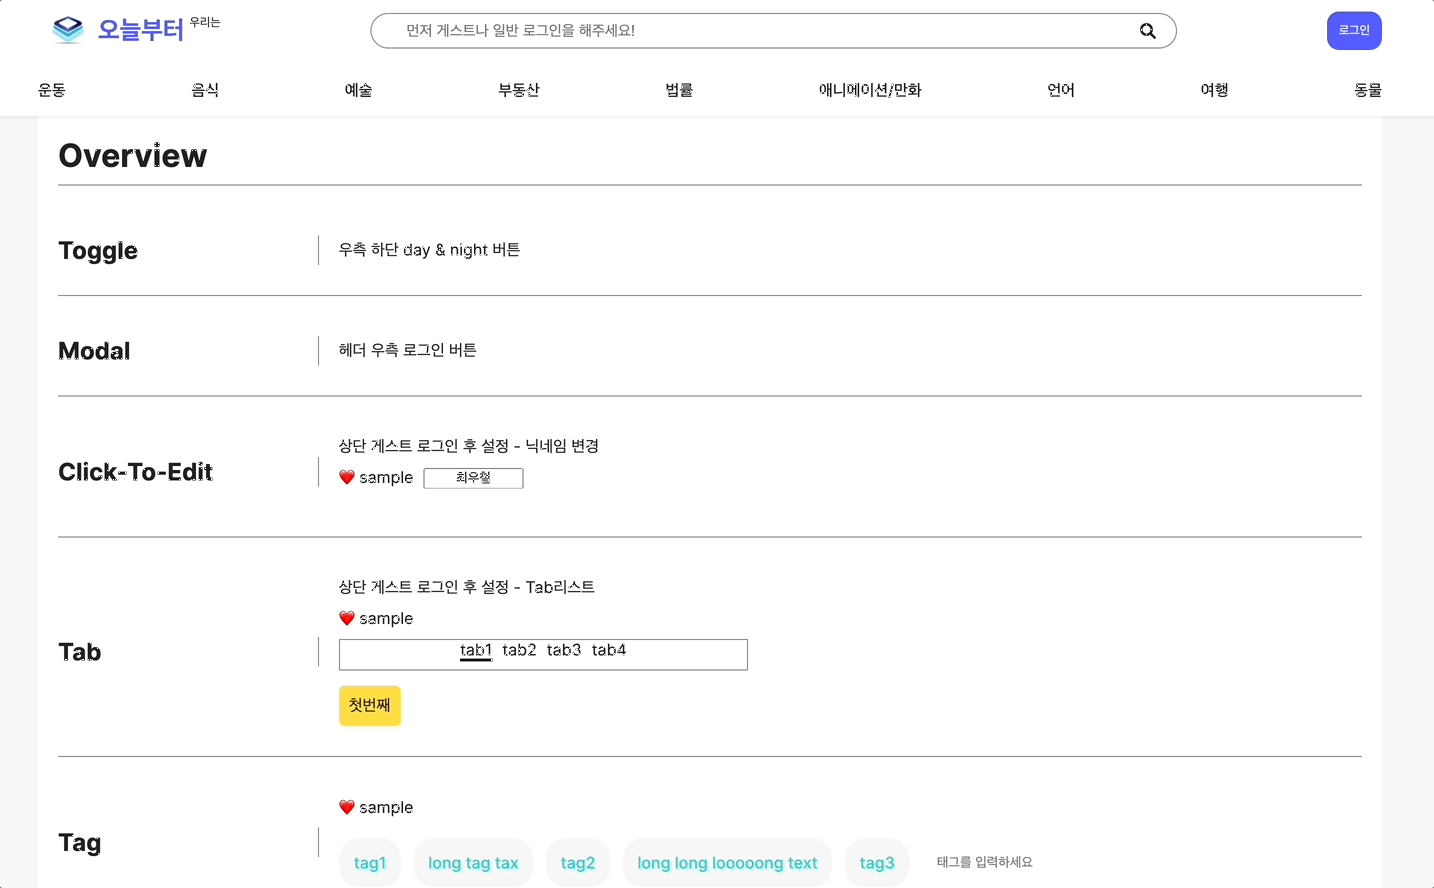 오늘부터 우리는
먼저 게스트나 일반 로그인을 해주세요!
로그인
운동 음식 예술 부동산 법률 애니메이션/만화 언어 여행 동물
Overview
Toggle
우측 하단 day & night 버튼
Modal
헤더 우측 로그인 버튼
Click-To-Edit
상단 게스트 로그인 후 설정 - 닉네임 변경
❤️ sample 최우철
Tab
상단 게스트 로그인 후 설정 - Tab리스트
❤️ sample
tab1 tab2 tab3 tab4
첫번째
Tag
❤️ sample
tag1 long tag tax tag2 long long looooong text tag3 태그를 입력하세요